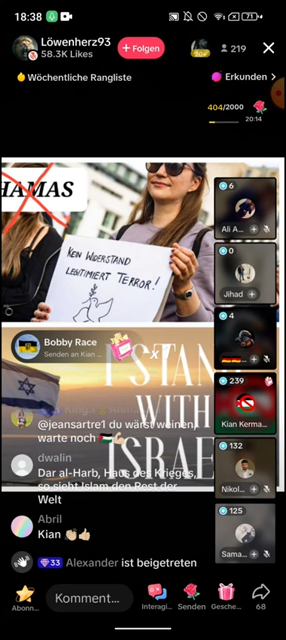 18:38
71
Löwenherz93
58.3K Likes
+ Folgen
219
Wöchentliche Rangliste
Erkunden >
404/2000
20:14
HAMAS
KEIN WIDERSTAND
LEGITIMIERT TERROR!
6
Ali A...
0
Jihad
4
239
Kian Kerma...
132
Nikol...
125
Sama...
Bobby Race
Senden an Kian
I STAND
WITH
ISRAEL
@jeansartre1 du wärst weinen,
warte noch 🇵🇸💪🏼
dwalin
Dar al-Harb, Haus des Krieges,
so sieht Islam den Rest der
Welt
Abril
Kian 👏🏼👍🏼
33 Alexander ist beigetreten
Abonn...
Kommentar...
Interagi...
Senden
Gesche...
68